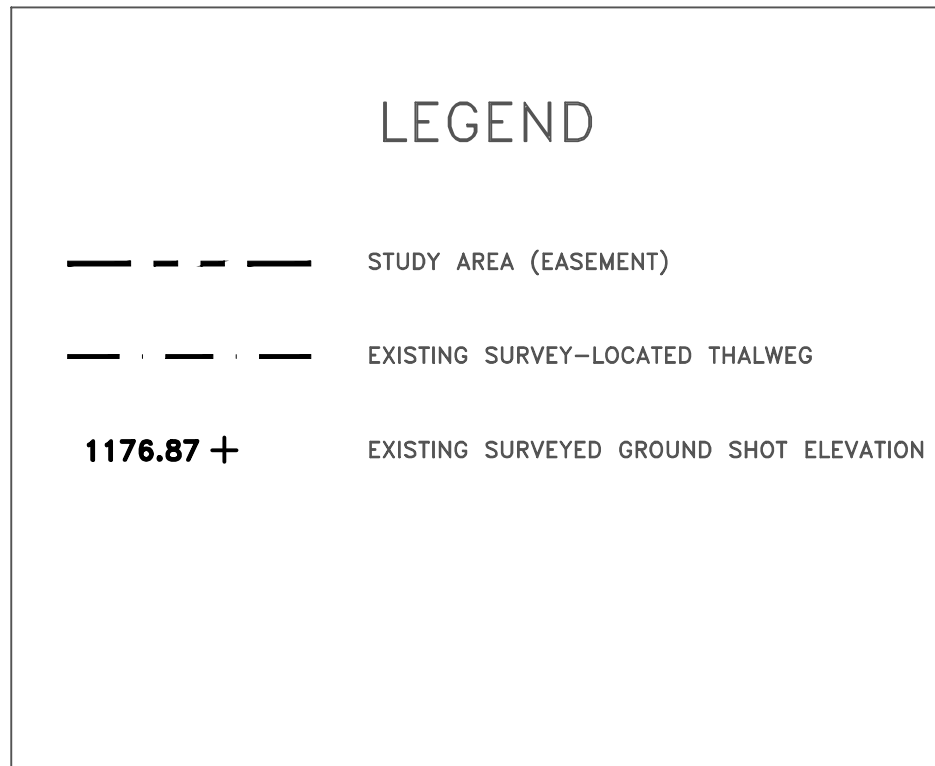 LEGEND
STUDY AREA (EASEMENT)
EXISTING SURVEY-LOCATED THALWEG
1176.87 + EXISTING SURVEYED GROUND SHOT ELEVATION